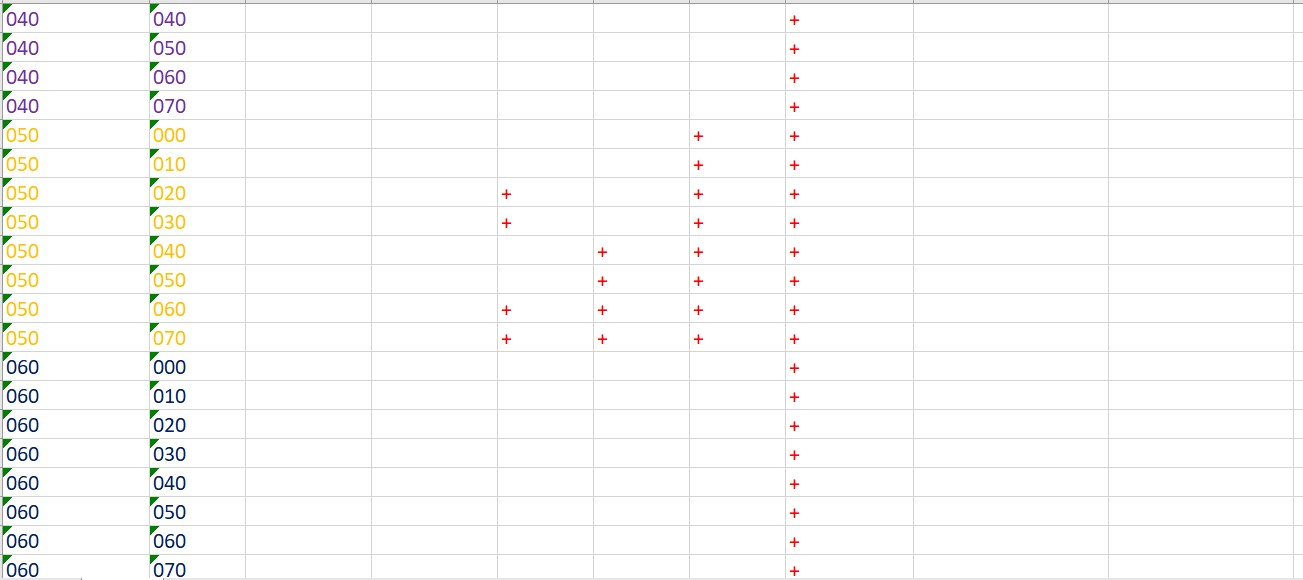 040 040 +
040 050 +
040 060 +
040 070 +
050 000 + +
050 010 + +
050 020 + + +
050 030 + + +
050 040 + + +
050 050 + + +
050 060 + + + +
050 070 + + + +
060 000 +
060 010 +
060 020 +
060 030 +
060 040 +
060 050 +
060 060 +
060 070 +